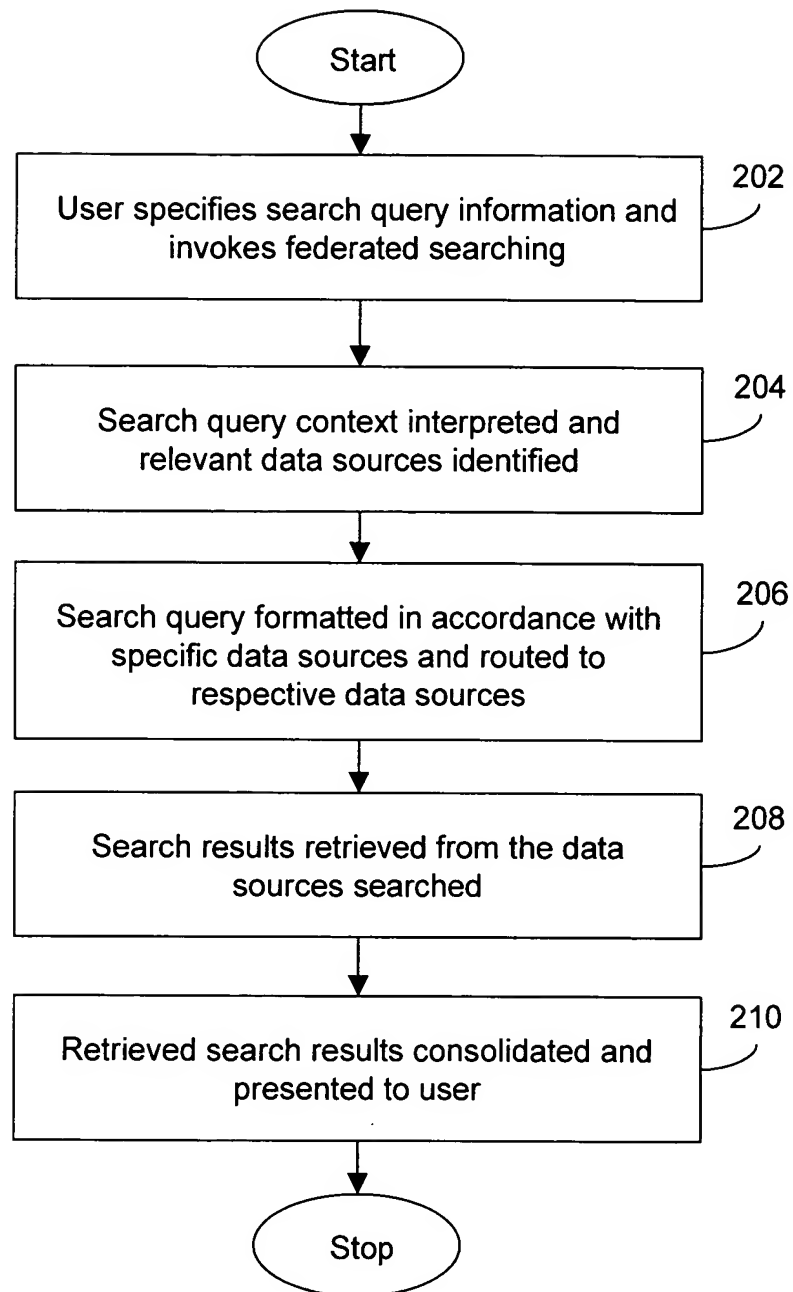 Start
202
User specifies search query information and
invokes federated searching
204
Search query context interpreted and
relevant data sources identified
206
Search query formatted in accordance with
specific data sources and routed to
respective data sources
208
Search results retrieved from the data
sources searched
210
Retrieved search results consolidated and
presented to user
Stop